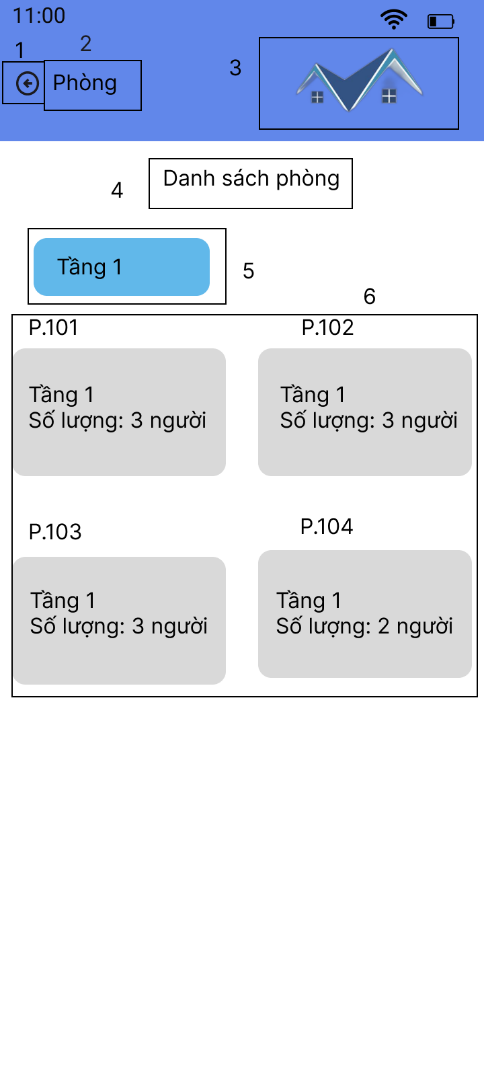 11:00
1
2
3
Phòng
4
Danh sách phòng
Tầng 1
5
6
P.101
P.102
Tầng 1
Số lượng: 3 người
Tầng 1
Số lượng: 3 người
P.103
P.104
Tầng 1
Số lượng: 3 người
Tầng 1
Số lượng: 2 người